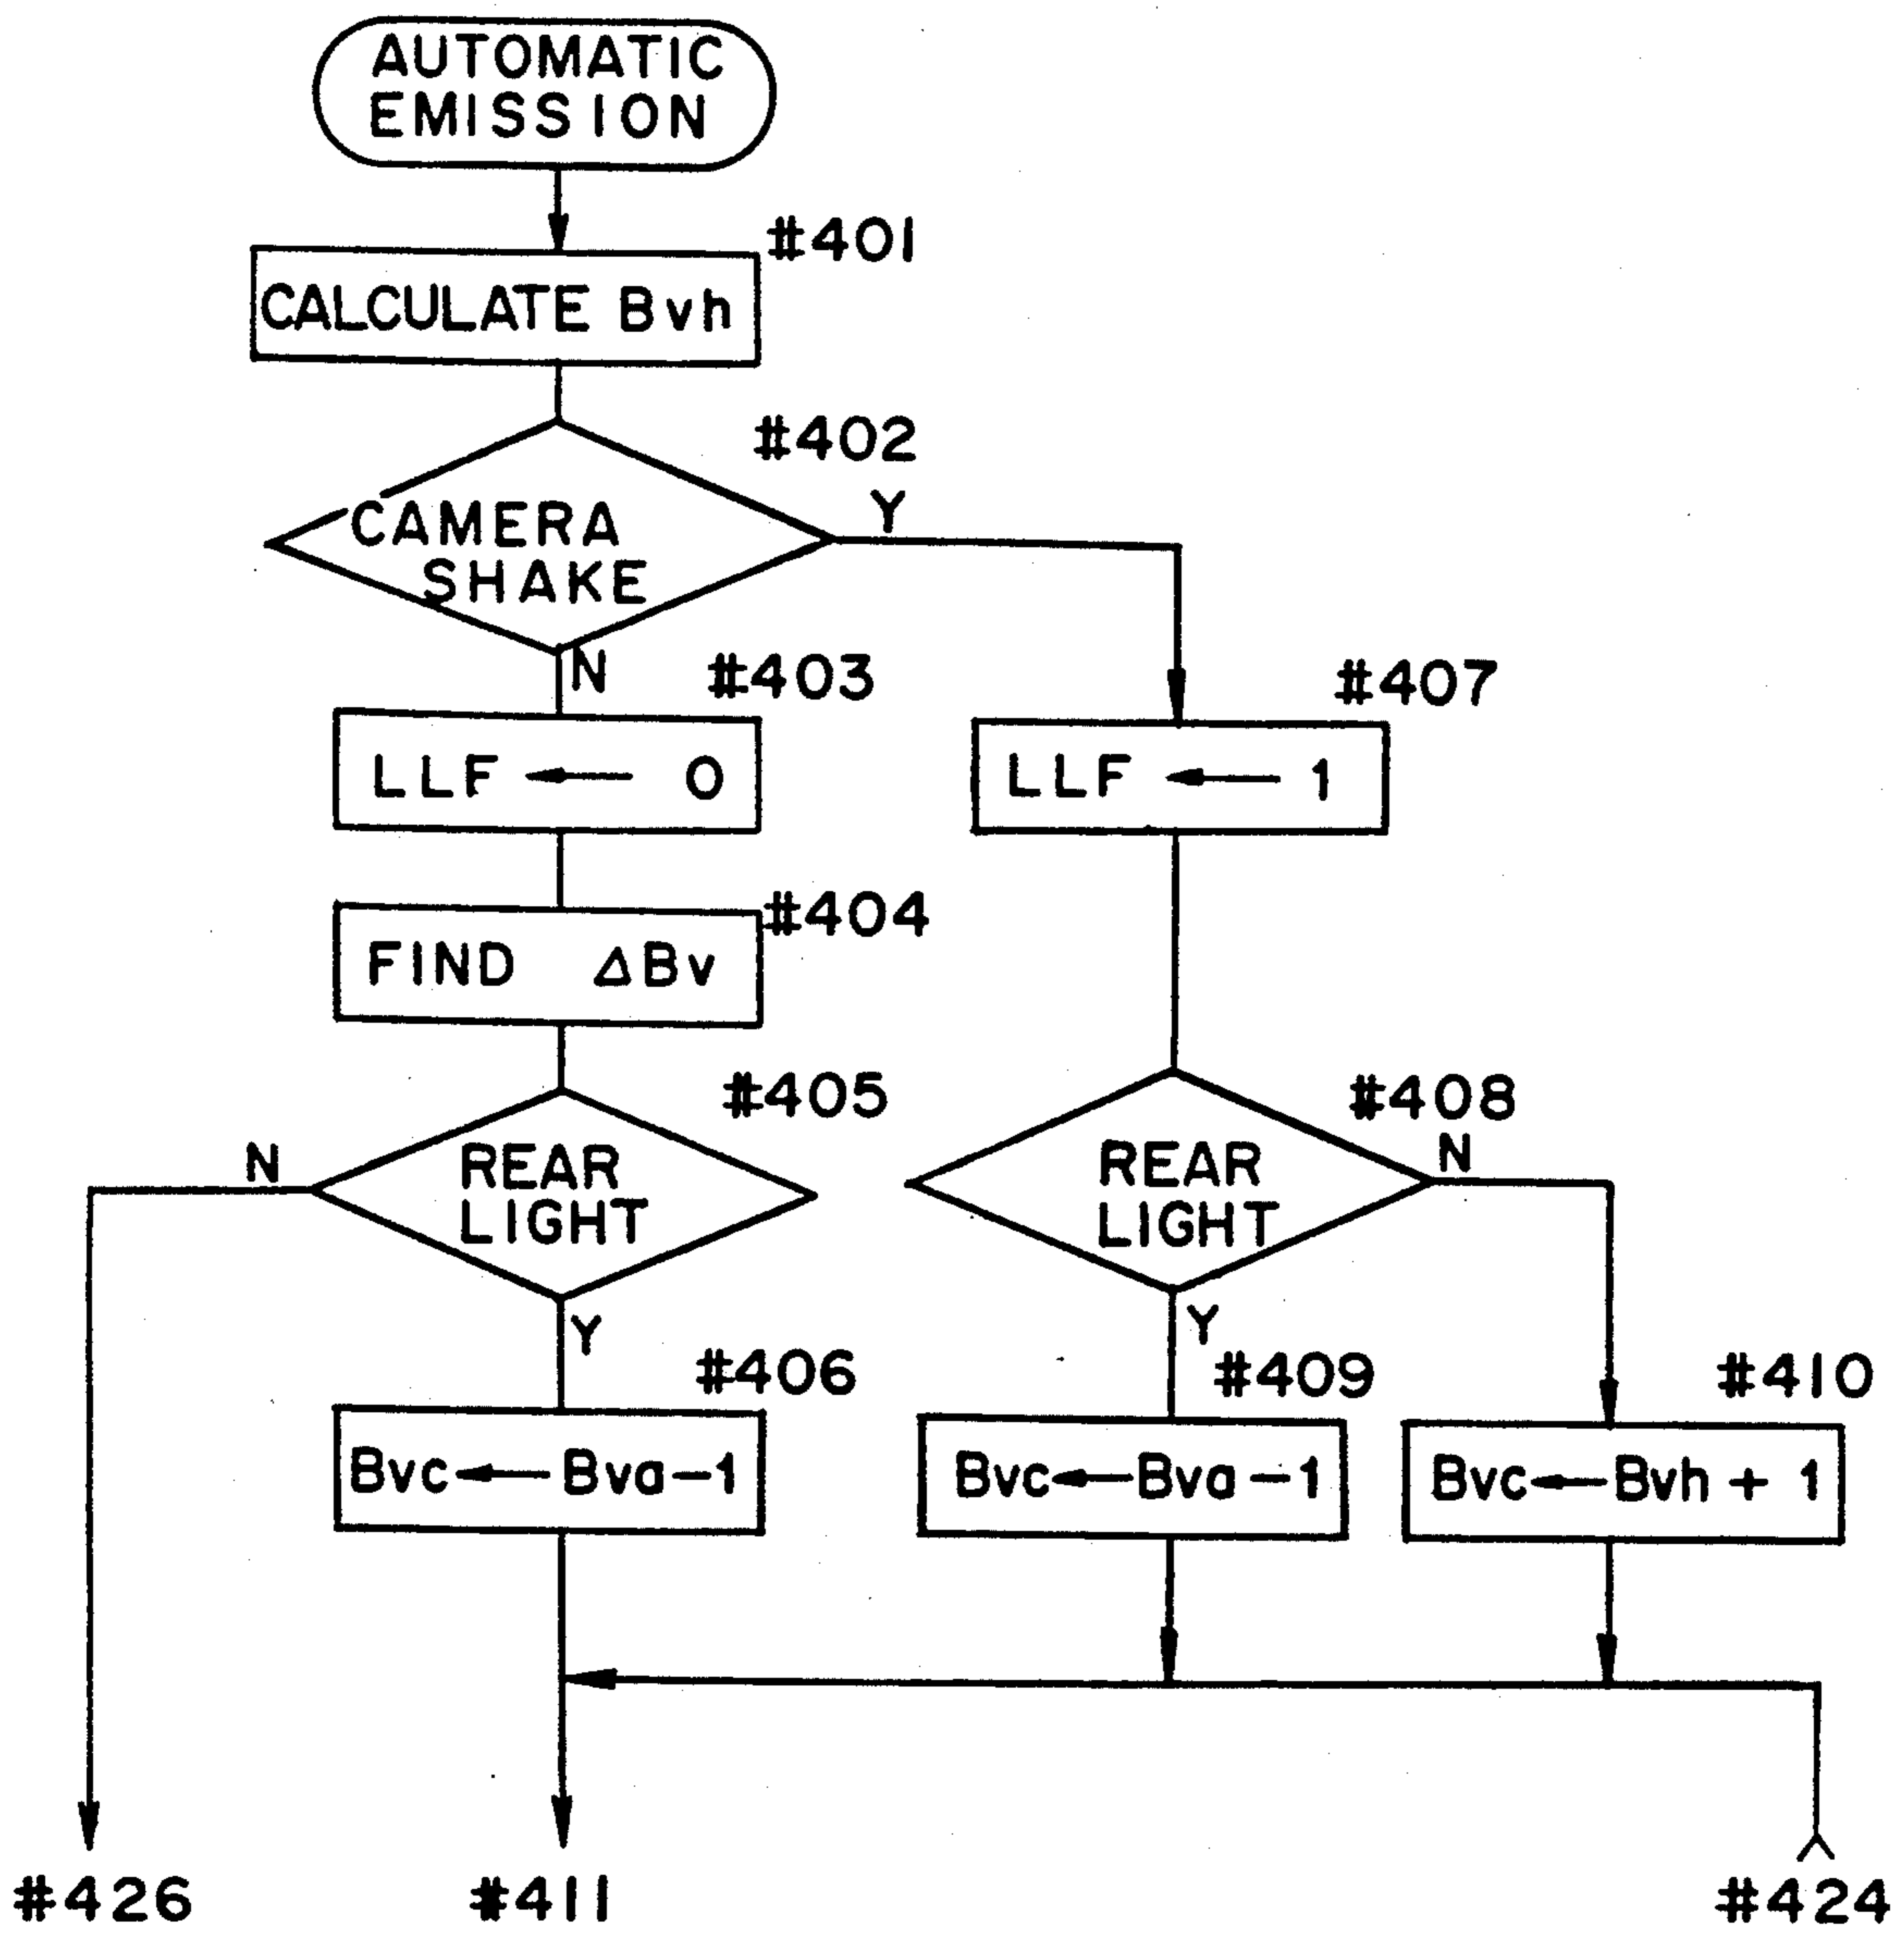 AUTOMATIC
EMISSION
#401
CALCULATE Bvh
#402
CAMERA
SHAKE
Y
N
#403
LLF ← 0
#407
LLF ← 1
#404
FIND ΔBv
#405
REAR
LIGHT
N
Y
#408
REAR
LIGHT
N
Y
#406
Bvc ← Bva-1
#409
Bvc ← Bva-1
#410
Bvc ← Bvh + 1
#426
#411
#424